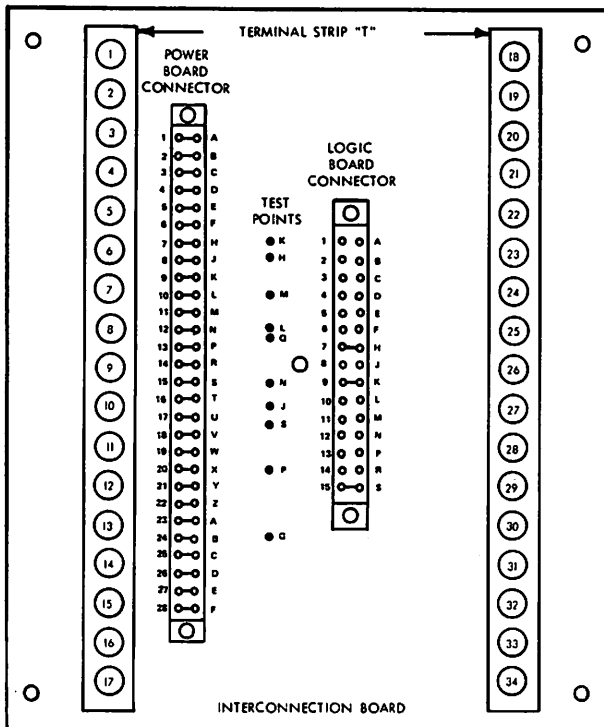 TERMINAL STRIP "T"
POWER
BOARD
CONNECTOR
LOGIC
BOARD
CONNECTOR
TEST
POINTS
1
2
3
4
5
6
7
8
9
10
11
12
13
14
15
16
17
1 A
2 B
3 C
4 D
5 E
6 F
7 H
8 J
9 K
10 L
11 M
12 N
13 P
14 R
15 S
16 T
17 U
18 V
19 W
20 X
21 Y
22 Z
23 A
24 B
25 C
26 D
27 E
28 F
K
H
M
L
Q
N
J
S
P
G
1 A
2 B
3 C
4 D
5 E
6 F
7 H
8 J
9 K
10 L
11 M
12 N
13 P
14 R
15 S
18
19
20
21
22
23
24
25
26
27
28
29
30
31
32
33
34
INTERCONNECTION BOARD